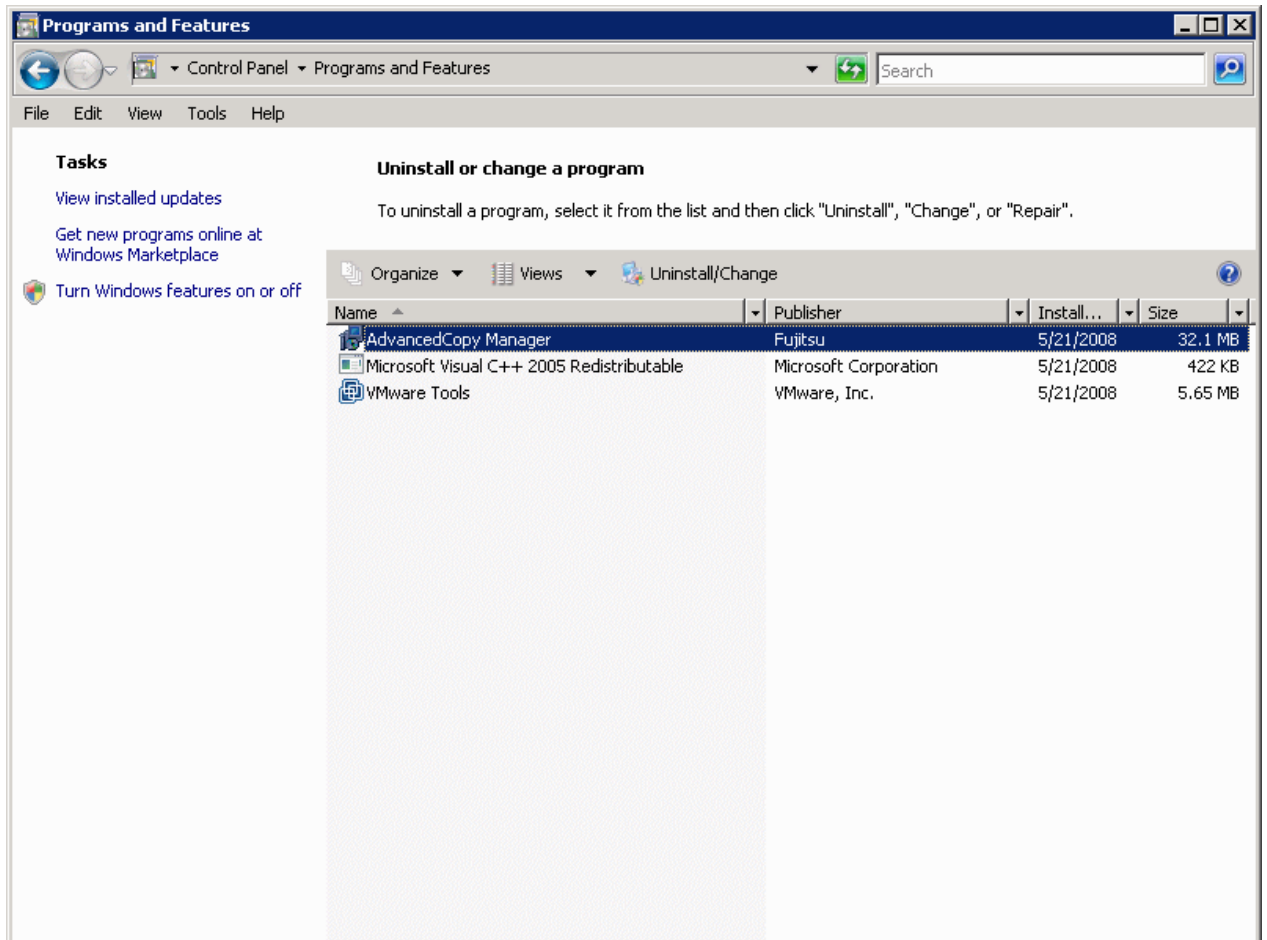 Programs and Features
Control Panel Programs and Features Search
File Edit View Tools Help
Tasks
View installed updates
Get new programs online at
Windows Marketplace
Turn Windows features on or off
Uninstall or change a program
To uninstall a program, select it from the list and then click "Uninstall", "Change", or "Repair".
Organize Views Uninstall/Change
Name Publisher Install... Size
AdvancedCopy Manager Fujitsu 5/21/2008 32.1 MB
Microsoft Visual C++ 2005 Redistributable Microsoft Corporation 5/21/2008 422 KB
VMware Tools VMware, Inc. 5/21/2008 5.65 MB